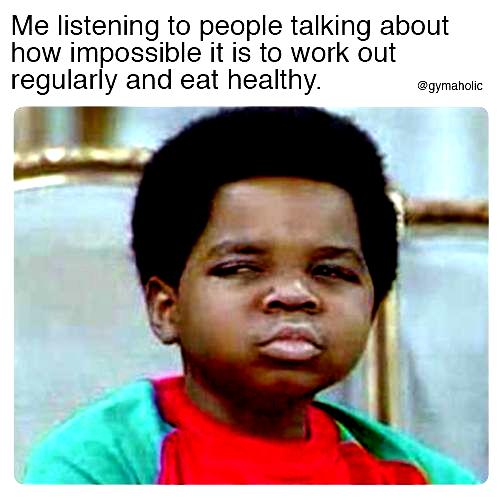 Me listening to people talking about
how impossible it is to work out
regularly and eat healthy.
@gymaholic